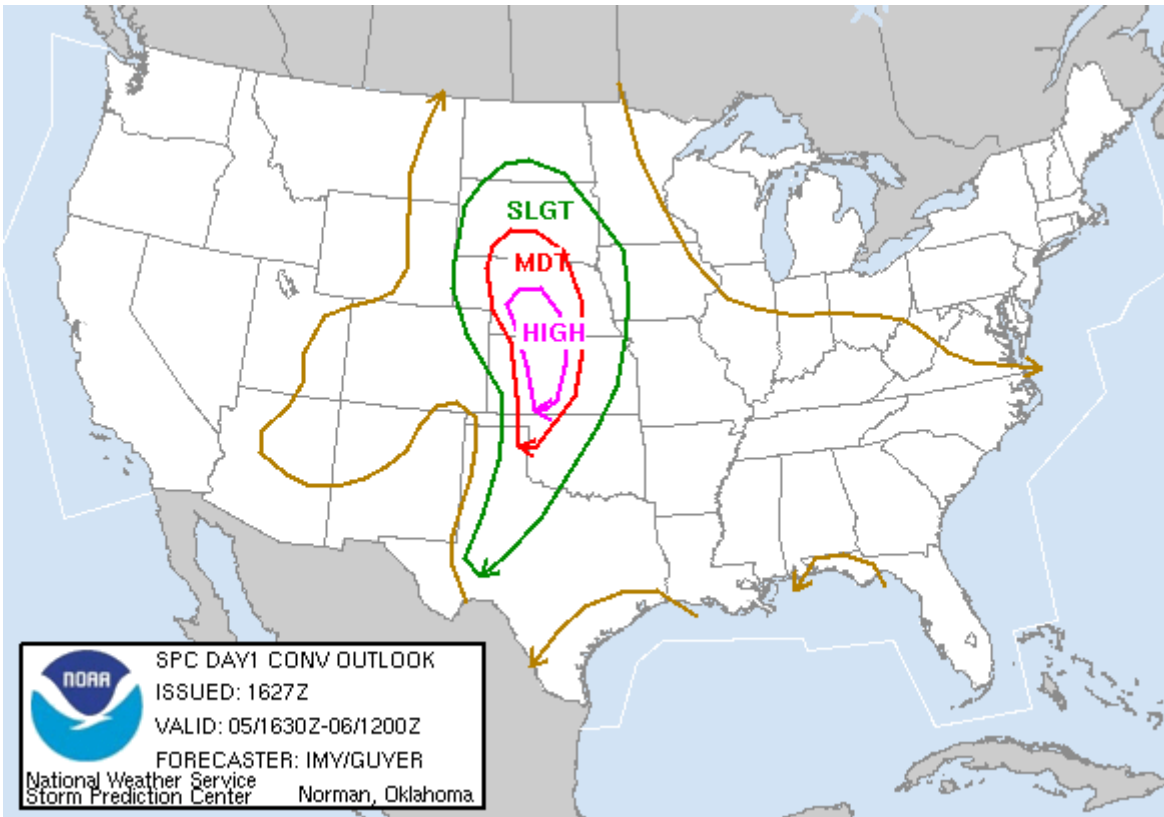 SLGT
MDT
HIGH
NOAA
SPC DAY1 CONV OUTLOOK
ISSUED: 1627Z
VALID: 05/1630Z-06/1200Z
FORECASTER: IMY/GUYER
National Weather Service
Storm Prediction Center Norman, Oklahoma